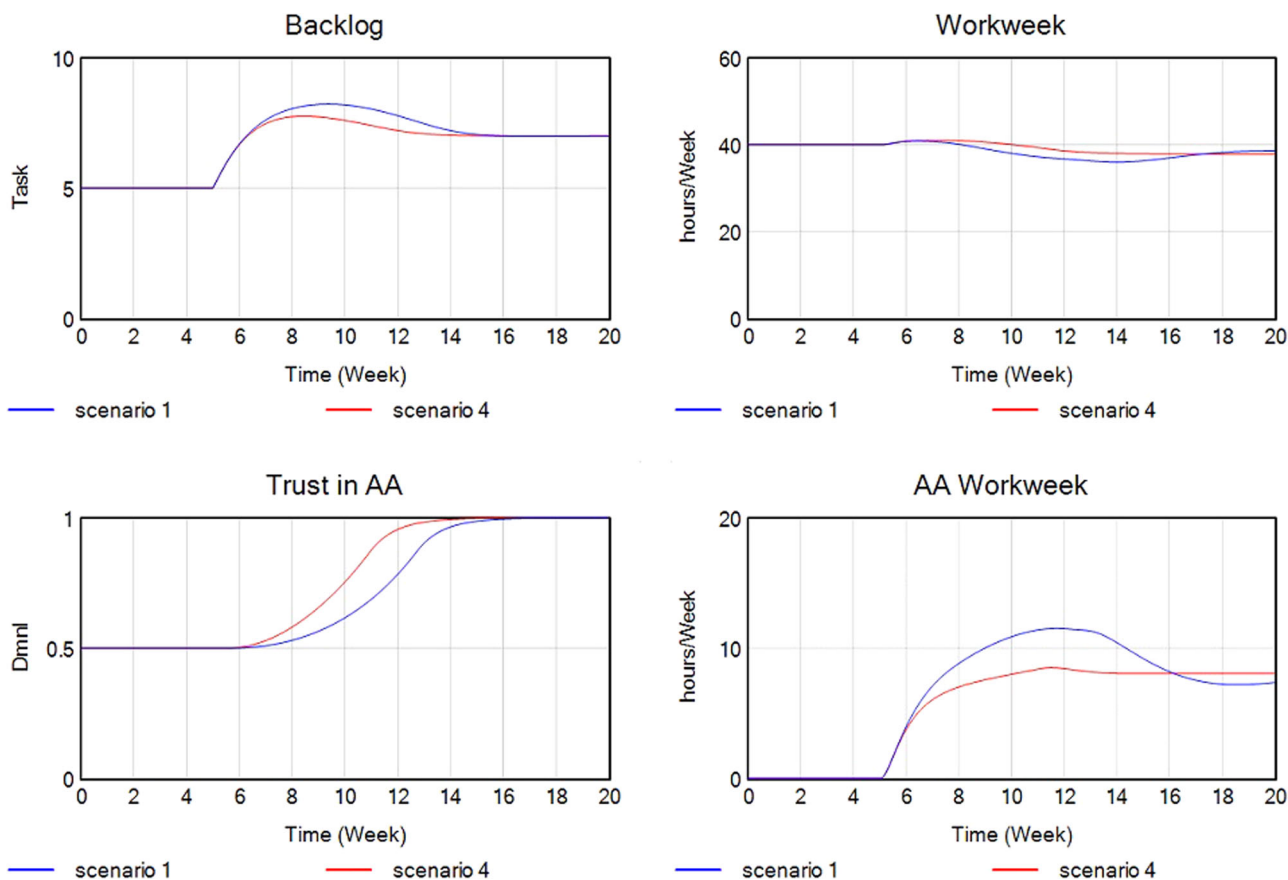 Backlog
10
5
0
Task
0 2 4 6 8 10 12 14 16 18 20
Time (Week)
scenario 1 scenario 4
Workweek
60
40
20
0
hours/Week
0 2 4 6 8 10 12 14 16 18 20
Time (Week)
scenario 1 scenario 4
Trust in AA
1
0.5
0
Dmnl
0 2 4 6 8 10 12 14 16 18 20
Time (Week)
scenario 1 scenario 4
AA Workweek
20
10
0
hours/Week
0 2 4 6 8 10 12 14 16 18 20
Time (Week)
scenario 1 scenario 4